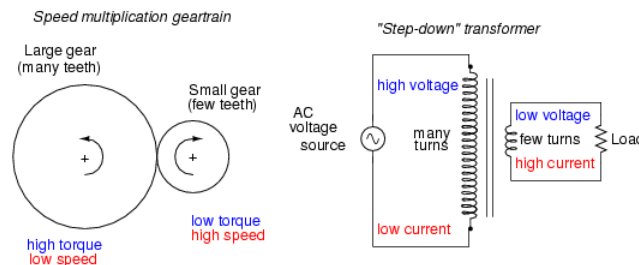 Speed multiplication geartrain
Large gear
(many teeth)
Small gear
(few teeth)
+
+
low torque
high speed
high torque
low speed
"Step-down" transformer
AC
voltage
source
high voltage
many
turns
low current
low voltage
few turns
high current
Load